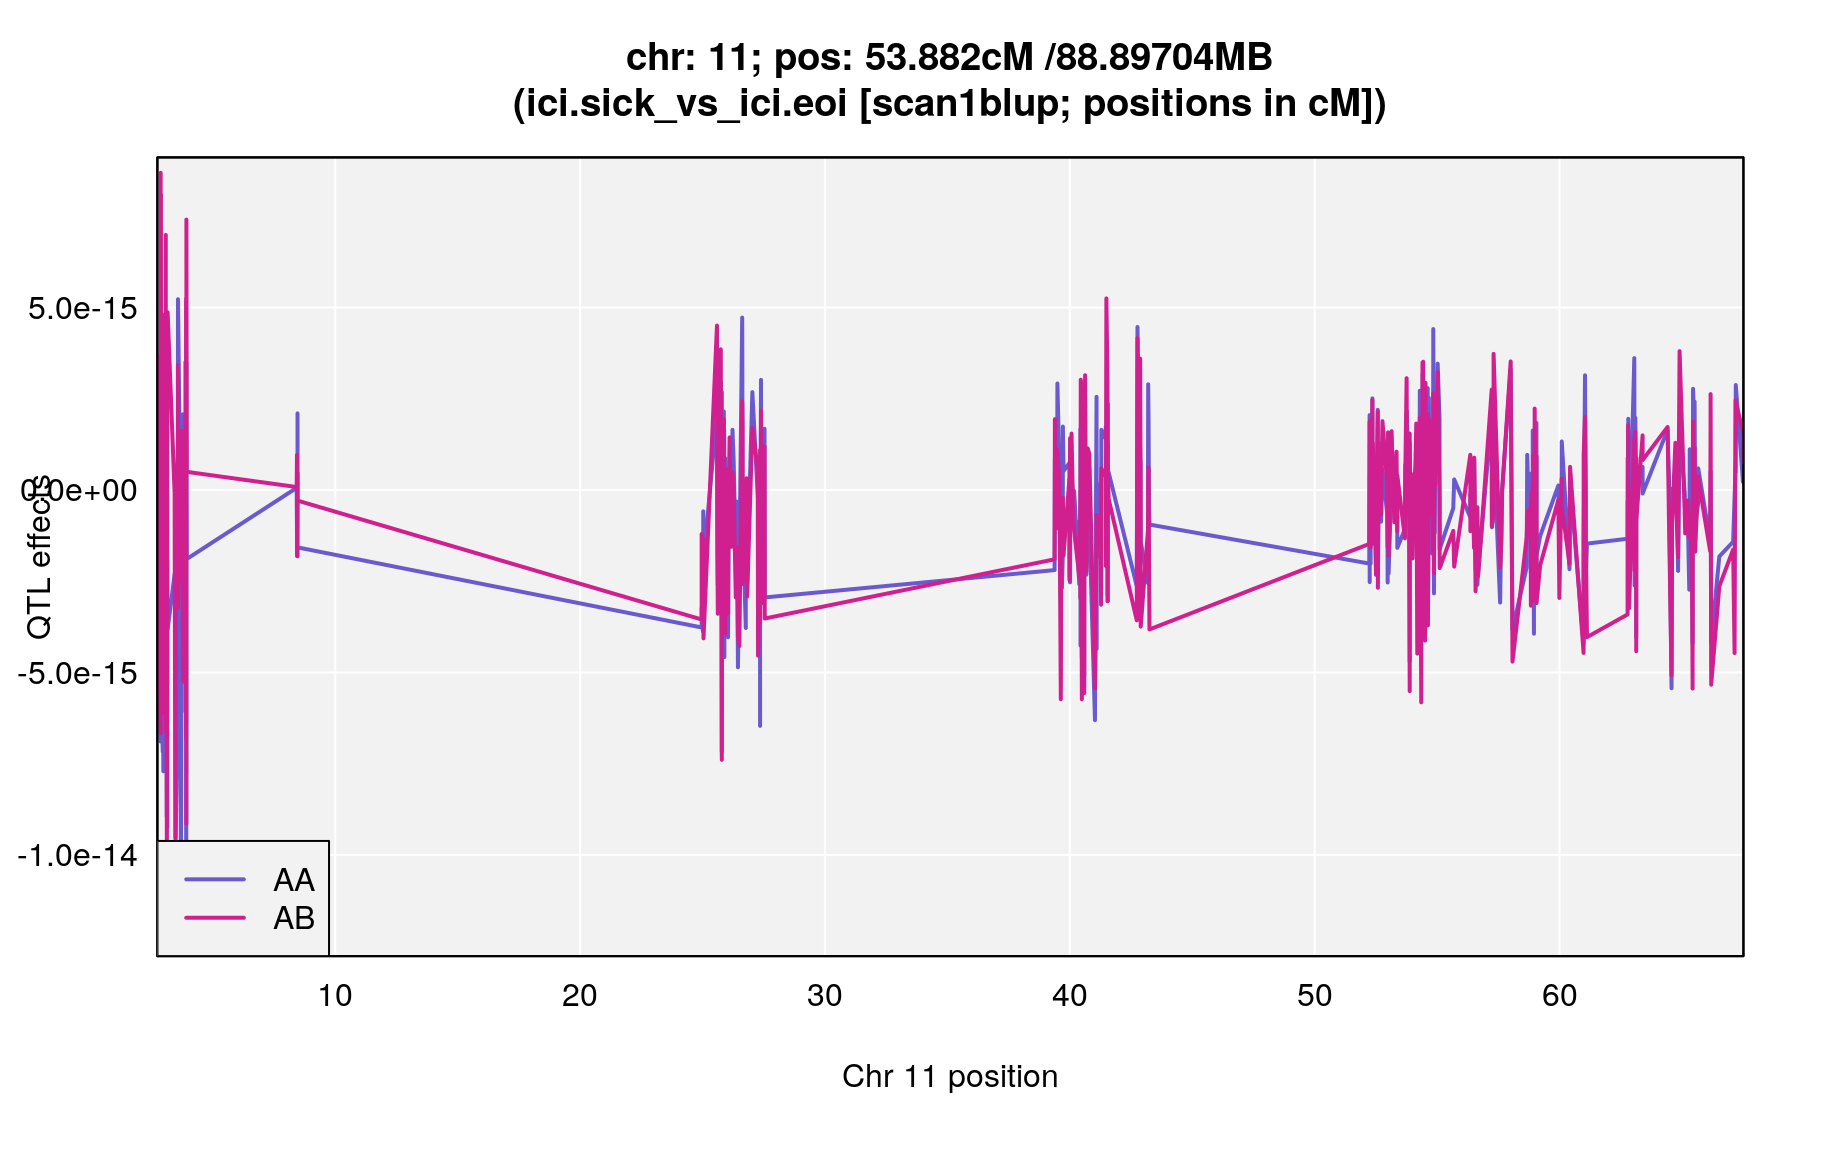 chr: 11; pos: 53.882cM /88.89704MB
(ici.sick_vs_ici.eoi [scan1blup; positions in cM])
QTL effects
5.0e-15
0.0e+00
-5.0e-15
-1.0e-14
AA
AB
10 20 30 40 50 60
Chr 11 position